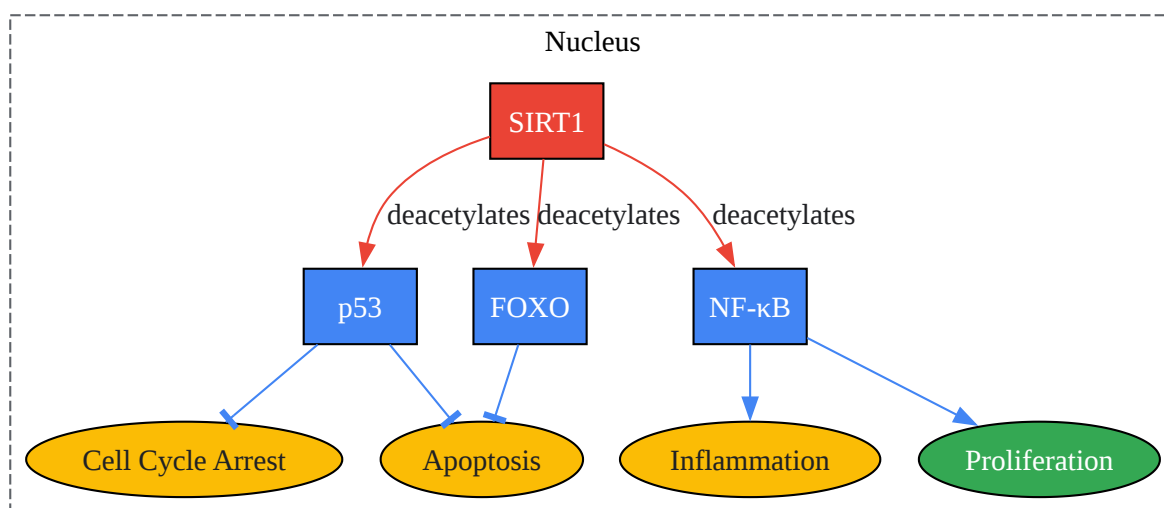 Nucleus
SIRT1
deacetylates deacetylates deacetylates
p53 FOXO NF-κB
Cell Cycle Arrest Apoptosis Inflammation Proliferation